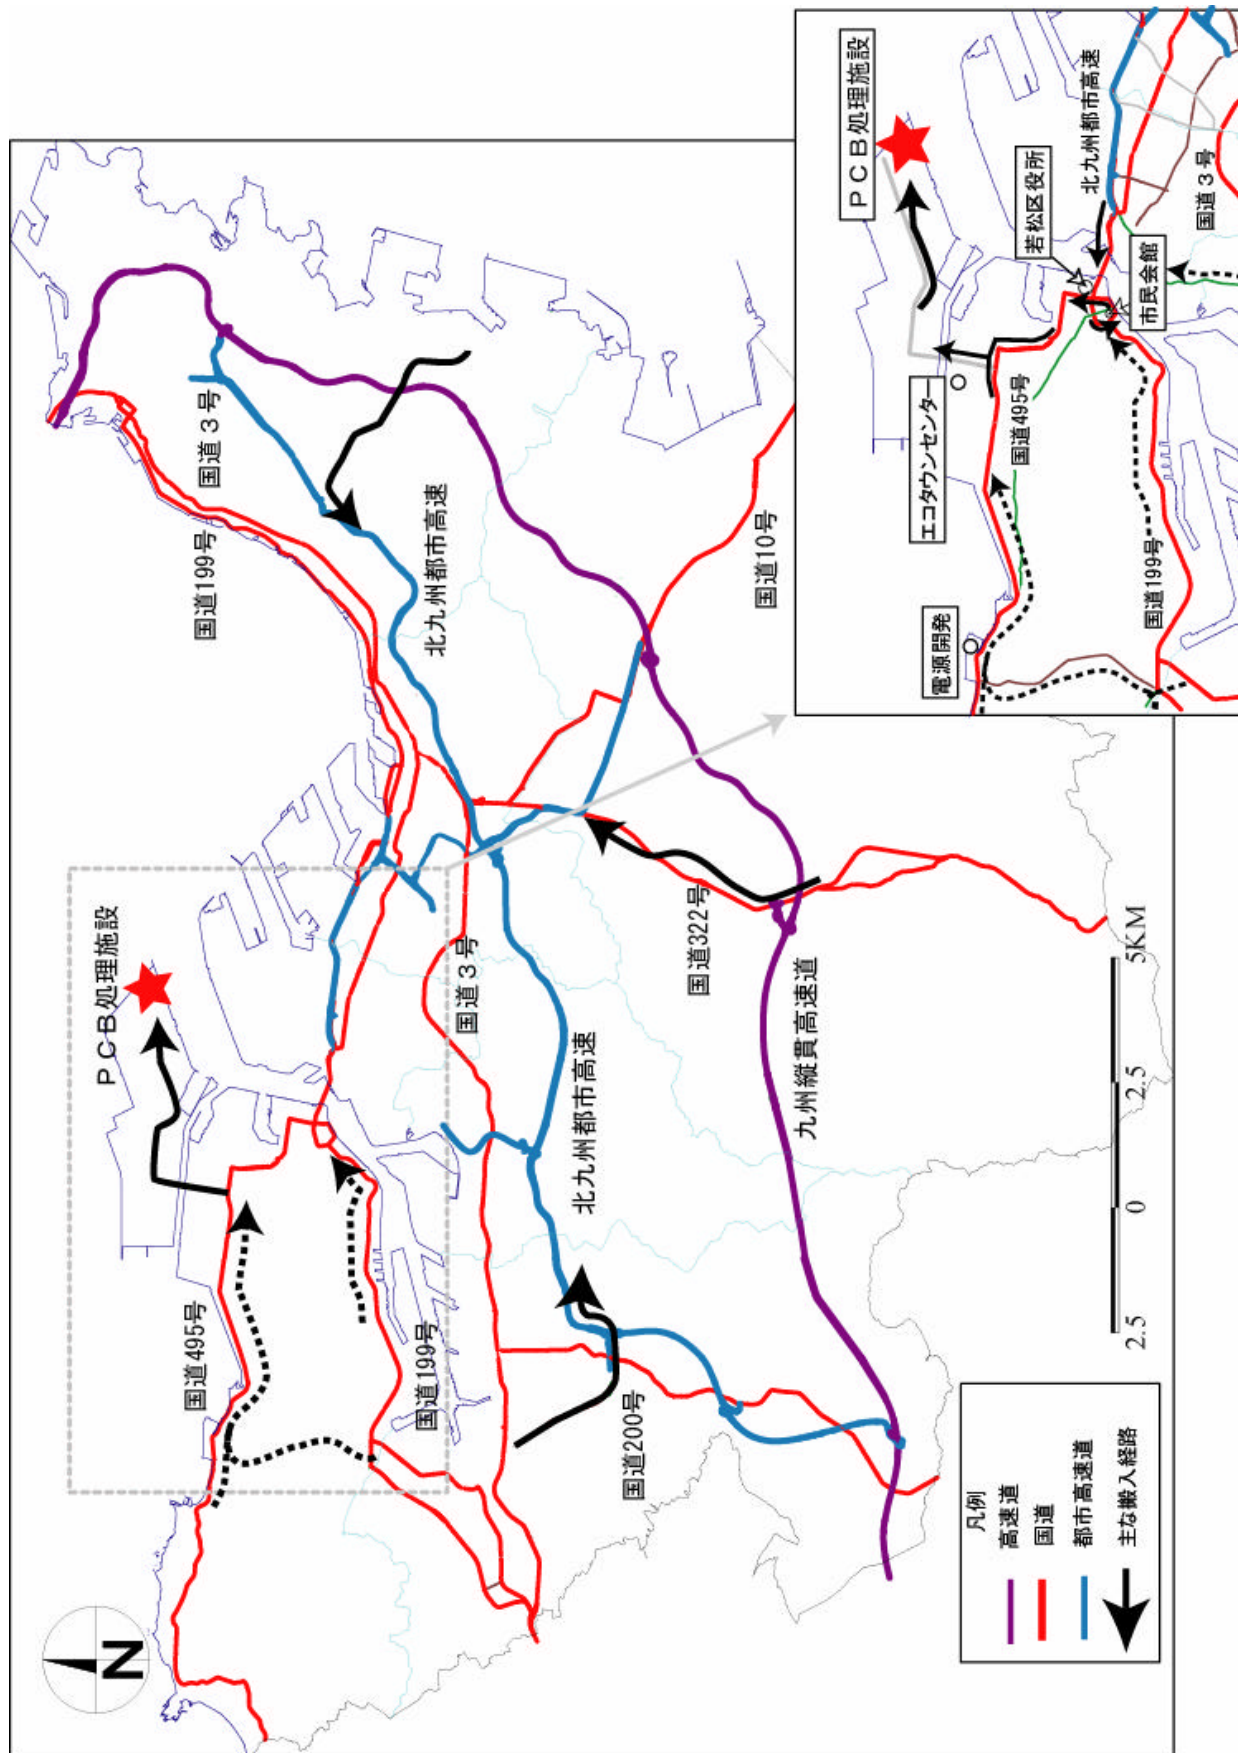 PCB処理施設
国道495号
国道199号
国道3号
北九州都市高速
国道200号
国道199号
国道3号
北九州都市高速
国道10号
国道322号
九州縦貫高速道
N
凡例
高速道
国道
都市高速道
主な搬入経路
2.5
0
2.5
5KM
PCB処理施設
若松区役所
北九州都市高速
エコタウンセンター
市民会館
国道3号
国道495号
電源開発
国道199号